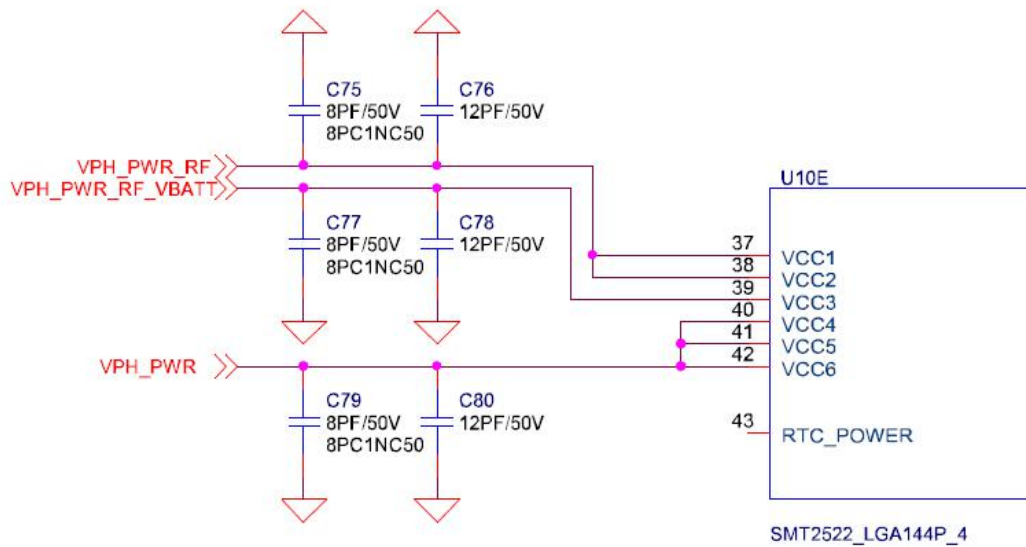 C75
8PF/50V
8PC1NC50
C76
12PF/50V
VPH_PWR_RF
VPH_PWR_RF_VBATT
C77
8PF/50V
8PC1NC50
C78
12PF/50V
VPH_PWR
C79
8PF/50V
8PC1NC50
C80
12PF/50V
U10E
37 VCC1
38 VCC2
39 VCC3
40 VCC4
41 VCC5
42 VCC6
43 RTC_POWER
SMT2522_LGA144P_4